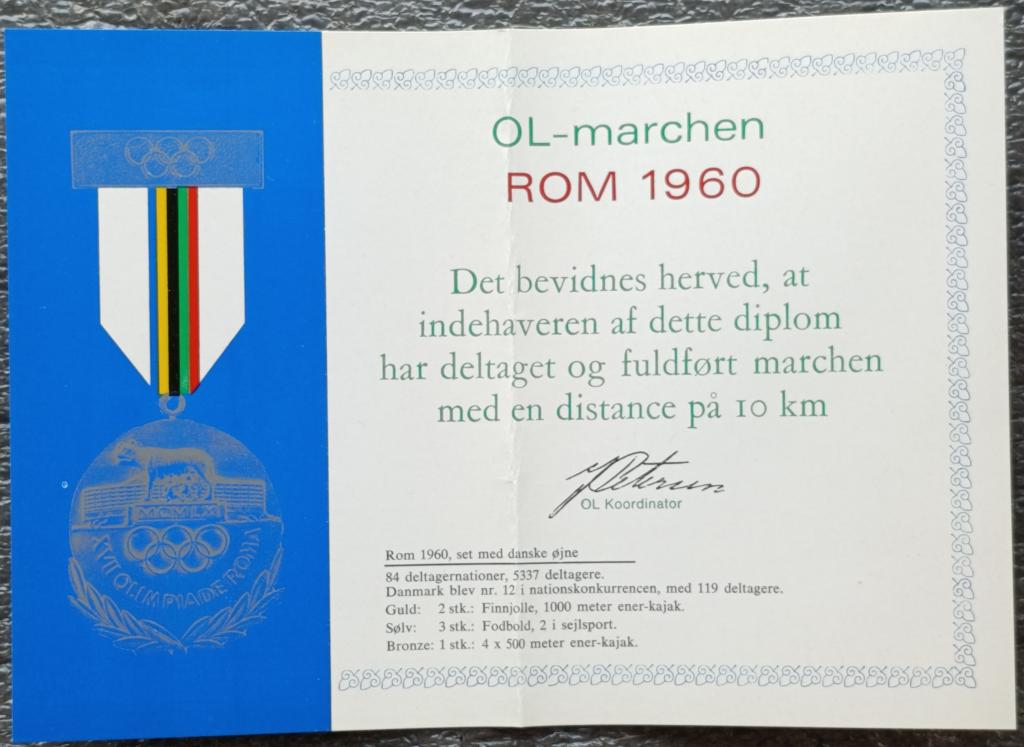 MCMLX
XVII OLIMPIADE ROMA
OL-marchen
ROM 1960
Det bevidnes herved, at
indehaveren af dette diplom
har deltaget og fuldført marchen
med en distance på 10 km
J Petersen
OL Koordinator
Rom 1960, set med danske øjne
84 deltagernationer, 5337 deltagere.
Danmark blev nr. 12 i nationskonkurrencen, med 119 deltagere.
Guld: 2 stk.: Finnjolle, 1000 meter ener-kajak.
Sølv: 3 stk.: Fodbold, 2 i sejlsport.
Bronze: 1 stk.: 4 x 500 meter ener-kajak.